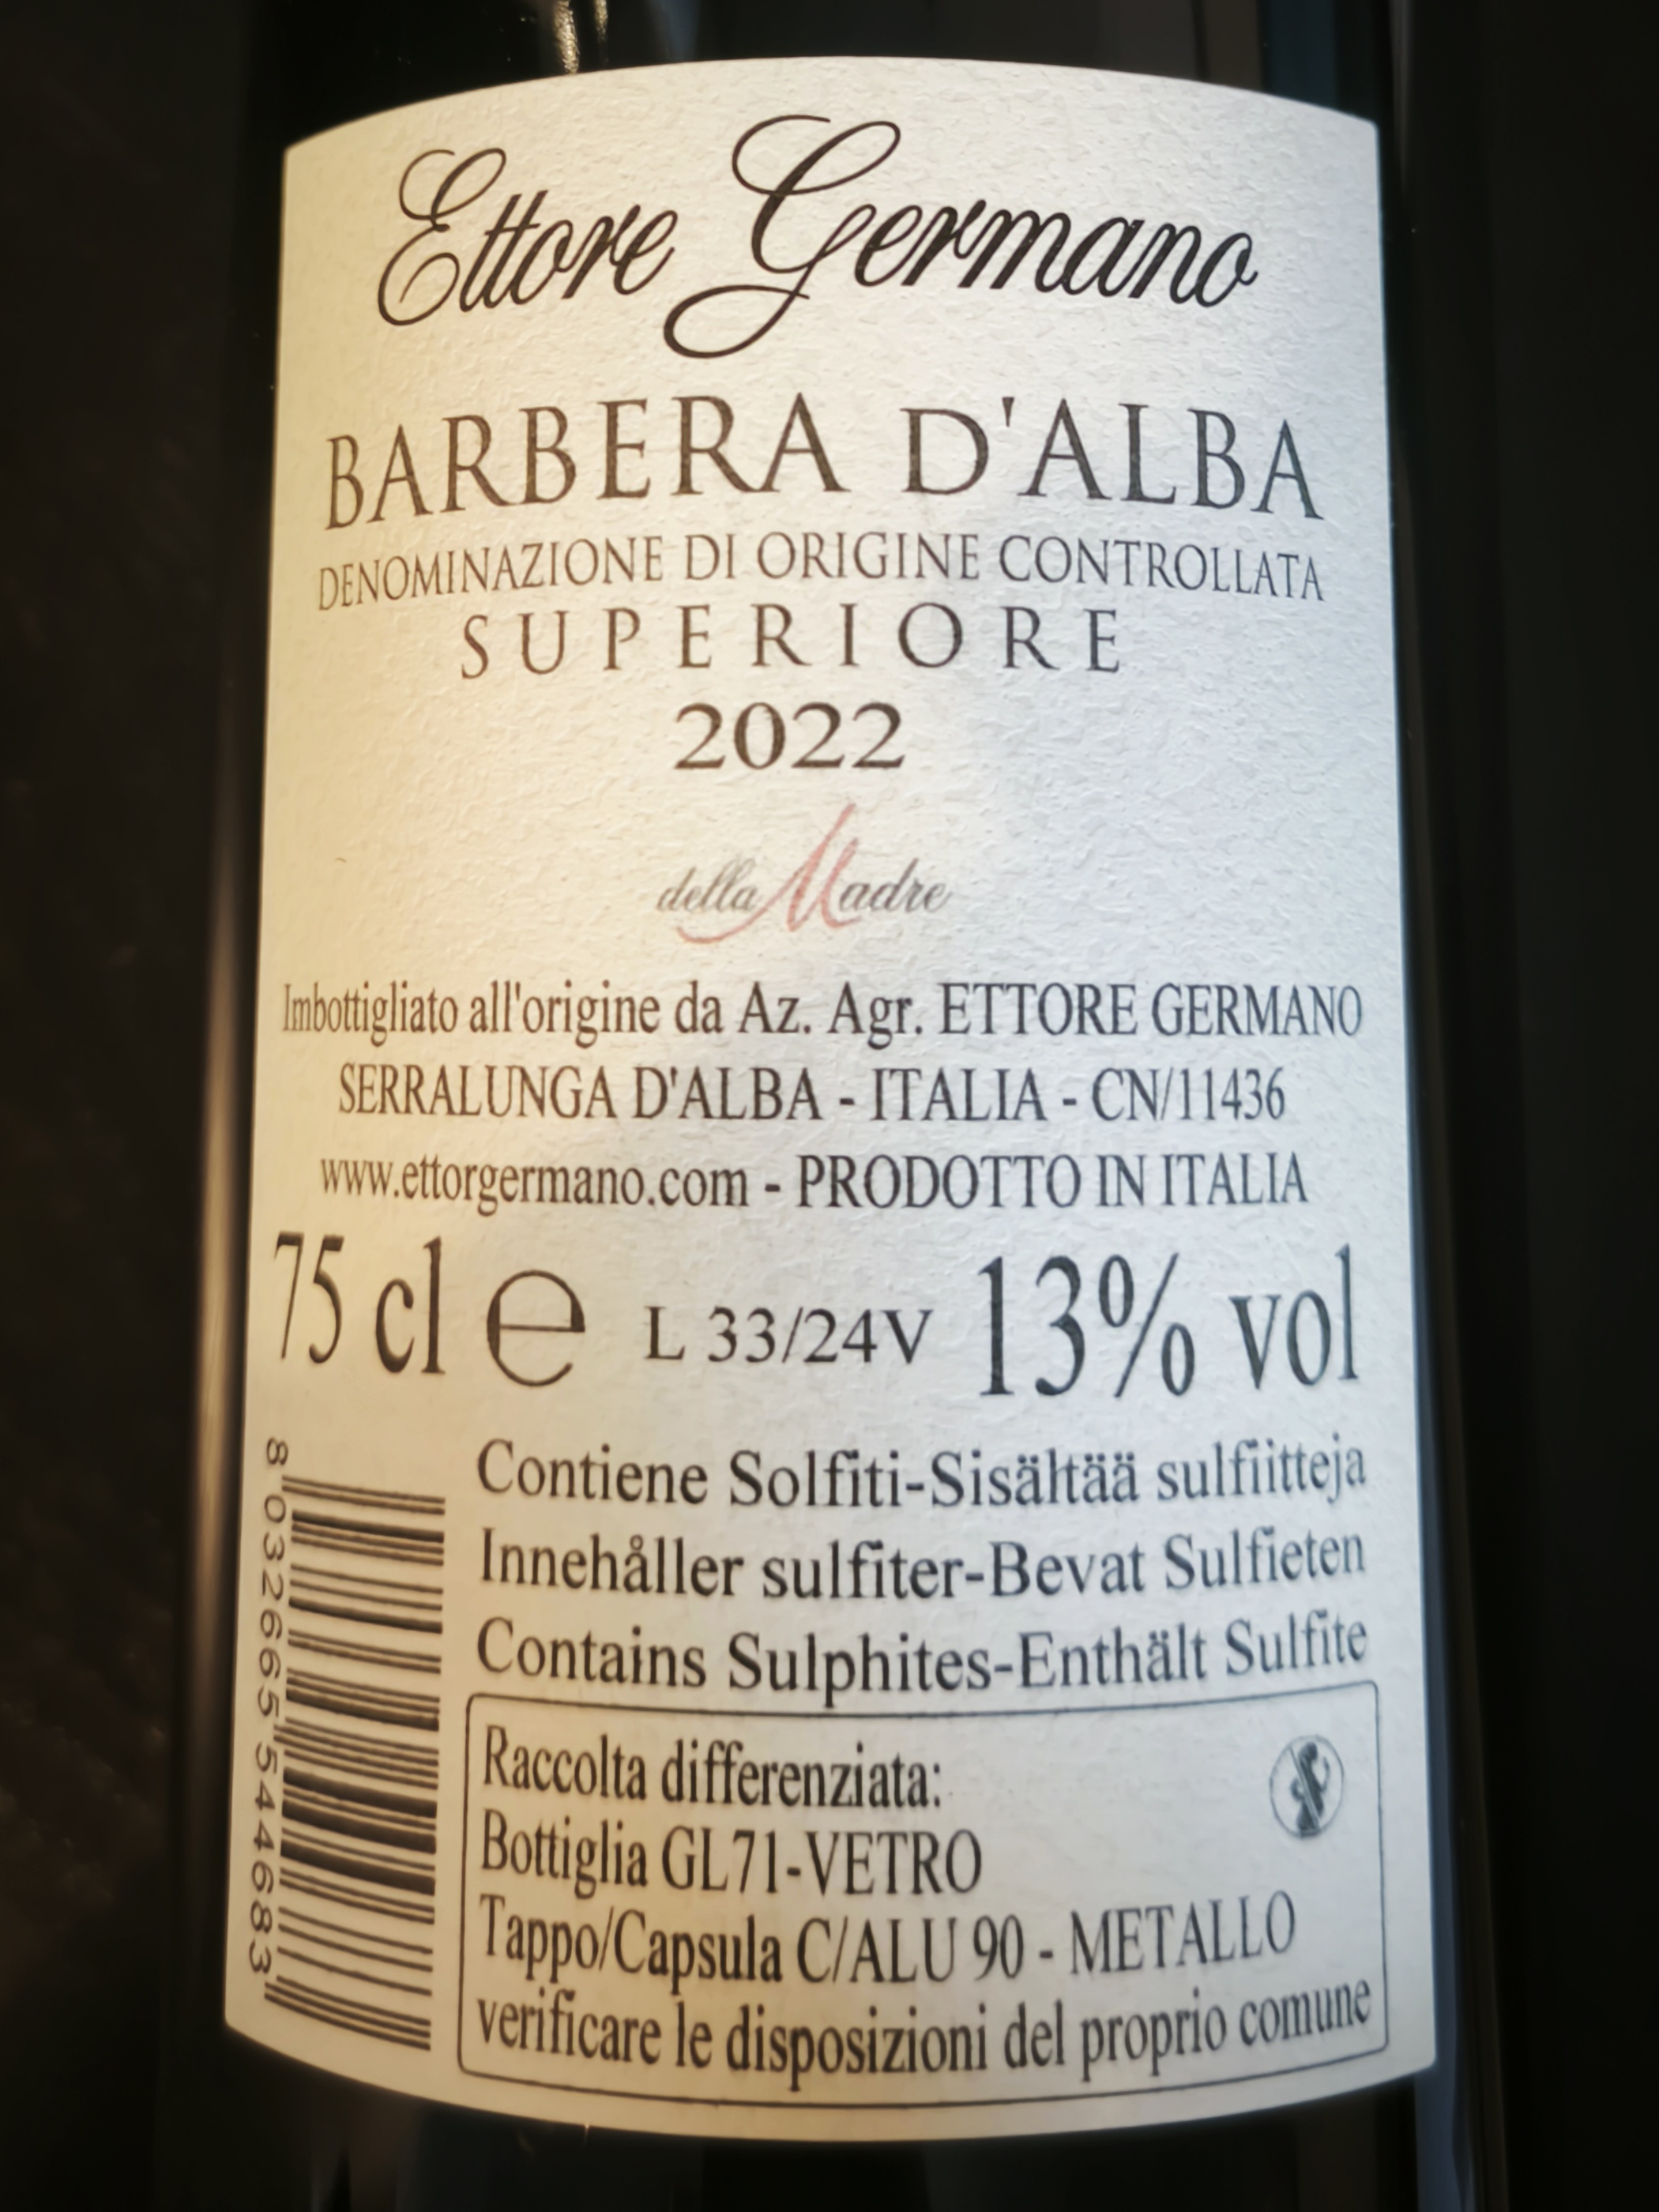 Ettore Germano
BARBERA D'ALBA
DENOMINAZIONE DI ORIGINE CONTROLLATA
SUPERIORE
2022
della Madre
Imbottigliato all'origine da Az. Agr. ETTORE GERMANO
SERRALUNGA D'ALBA - ITALIA - CN/11436
www.ettorgermano.com - PRODOTTO IN ITALIA
75 cl e L 33/24V 13% vol
Contiene Solfiti-Sisältää sulfiitteja
Innehåller sulfiter-Bevat Sulfieten
Contains Sulphites-Enthält Sulfite
8 032665 544683
Raccolta differenziata:
Bottiglia GL71-VETRO
Tappo/Capsula C/ALU 90 - METALLO
verificare le disposizioni del proprio comune